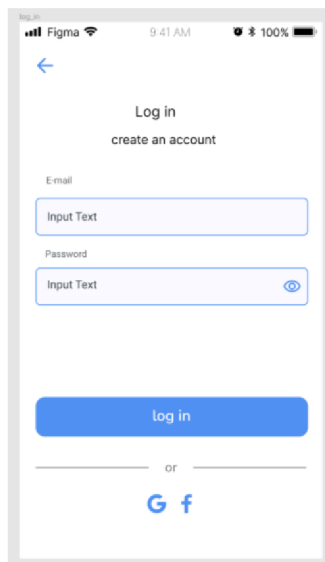 log_in
Figma 9:41 AM 100%
Log in
create an account
E-mail
Input Text
Password
Input Text
log in
or
G f